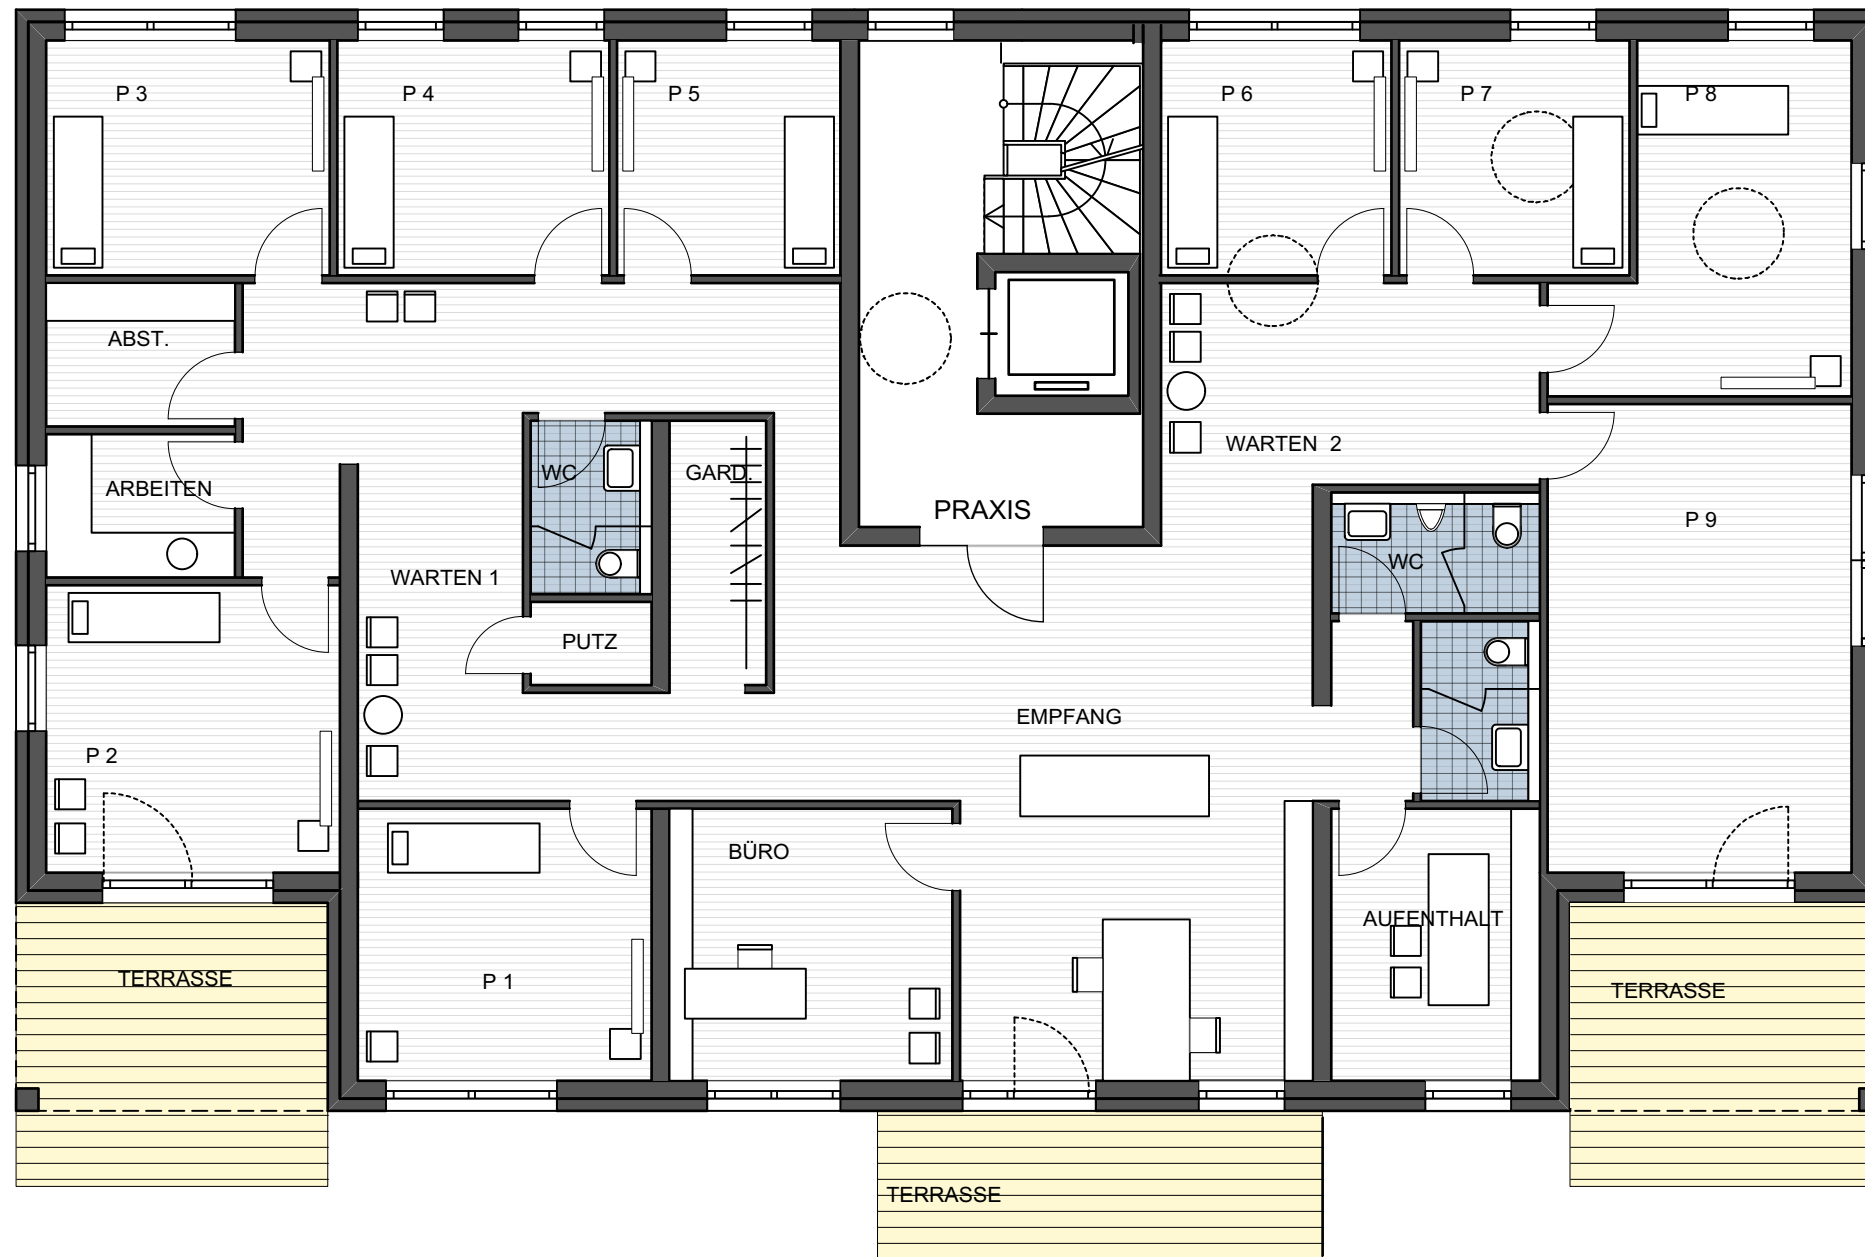 P 3
P 4
P 5
P 6
P 7
P 8
ABST.
WARTEN 2
WC
GARD.
ARBEITEN
PRAXIS
P 9
WC
WARTEN 1
PUTZ
EMPFANG
P 2
BÜRO
AUFENTHALT
TERRASSE
P 1
TERRASSE
TERRASSE